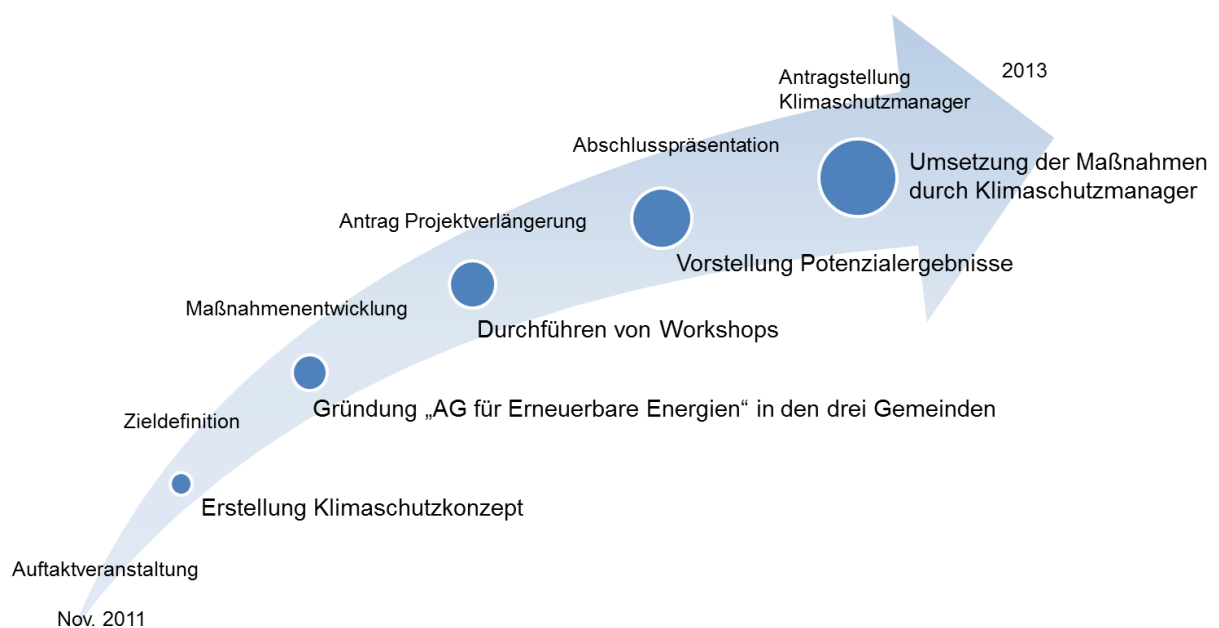 2013
Antragstellung
Klimaschutzmanager
Abschlusspräsentation
Umsetzung der Maßnahmen
durch Klimaschutzmanager
Antrag Projektverlängerung
Vorstellung Potenzialergebnisse
Maßnahmenentwicklung
Durchführen von Workshops
Zieldefinition
Gründung „AG für Erneuerbare Energien“ in den drei Gemeinden
Erstellung Klimaschutzkonzept
Auftaktveranstaltung
Nov. 2011